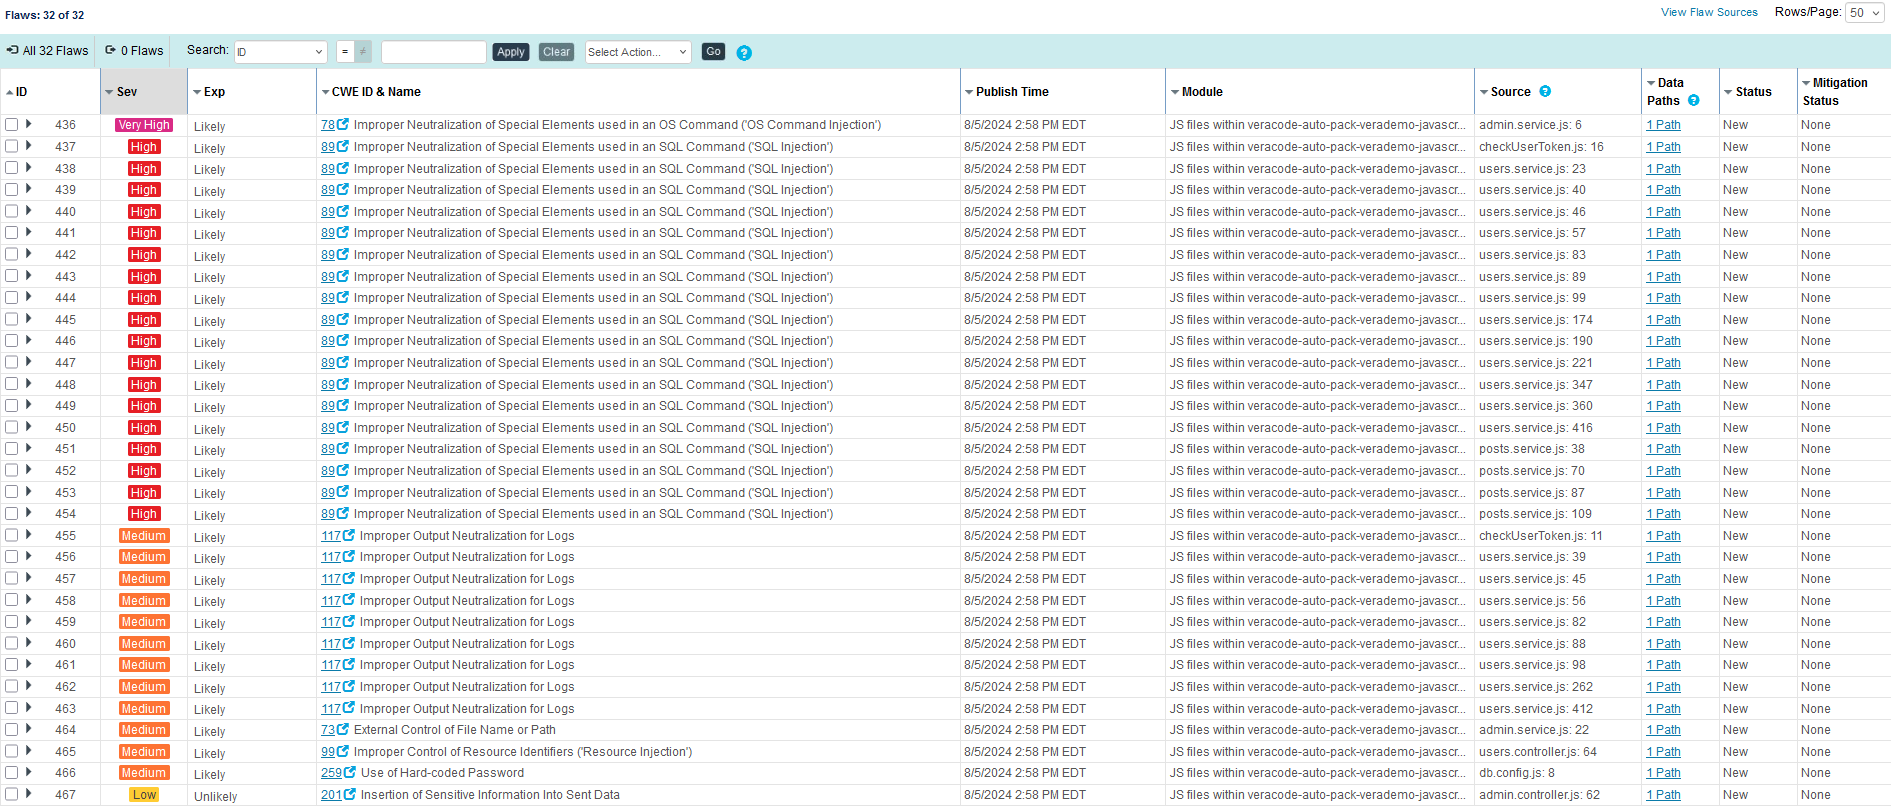 Flaws: 32 of 32 View Flaw Sources Rows/Page: 50
All 32 Flaws 0 Flaws Search: ID = ≠ Apply Clear Select Action... Go ?
ID Sev Exp CWE ID & Name Publish Time Module Source ? Data Paths ? Status Mitigation Status
436 Very High Likely 78 Improper Neutralization of Special Elements used in an OS Command ('OS Command Injection') 8/5/2024 2:58 PM EDT JS files within veracode-auto-pack-verademo-javascr... admin.service.js: 6 1 Path New None
437 High Likely 89 Improper Neutralization of Special Elements used in an SQL Command ('SQL Injection') 8/5/2024 2:58 PM EDT JS files within veracode-auto-pack-verademo-javascr... checkUserToken.js: 16 1 Path New None
438 High Likely 89 Improper Neutralization of Special Elements used in an SQL Command ('SQL Injection') 8/5/2024 2:58 PM EDT JS files within veracode-auto-pack-verademo-javascr... users.service.js: 23 1 Path New None
439 High Likely 89 Improper Neutralization of Special Elements used in an SQL Command ('SQL Injection') 8/5/2024 2:58 PM EDT JS files within veracode-auto-pack-verademo-javascr... users.service.js: 40 1 Path New None
440 High Likely 89 Improper Neutralization of Special Elements used in an SQL Command ('SQL Injection') 8/5/2024 2:58 PM EDT JS files within veracode-auto-pack-verademo-javascr... users.service.js: 46 1 Path New None
441 High Likely 89 Improper Neutralization of Special Elements used in an SQL Command ('SQL Injection') 8/5/2024 2:58 PM EDT JS files within veracode-auto-pack-verademo-javascr... users.service.js: 57 1 Path New None
442 High Likely 89 Improper Neutralization of Special Elements used in an SQL Command ('SQL Injection') 8/5/2024 2:58 PM EDT JS files within veracode-auto-pack-verademo-javascr... users.service.js: 83 1 Path New None
443 High Likely 89 Improper Neutralization of Special Elements used in an SQL Command ('SQL Injection') 8/5/2024 2:58 PM EDT JS files within veracode-auto-pack-verademo-javascr... users.service.js: 89 1 Path New None
444 High Likely 89 Improper Neutralization of Special Elements used in an SQL Command ('SQL Injection') 8/5/2024 2:58 PM EDT JS files within veracode-auto-pack-verademo-javascr... users.service.js: 99 1 Path New None
445 High Likely 89 Improper Neutralization of Special Elements used in an SQL Command ('SQL Injection') 8/5/2024 2:58 PM EDT JS files within veracode-auto-pack-verademo-javascr... users.service.js: 174 1 Path New None
446 High Likely 89 Improper Neutralization of Special Elements used in an SQL Command ('SQL Injection') 8/5/2024 2:58 PM EDT JS files within veracode-auto-pack-verademo-javascr... users.service.js: 190 1 Path New None
447 High Likely 89 Improper Neutralization of Special Elements used in an SQL Command ('SQL Injection') 8/5/2024 2:58 PM EDT JS files within veracode-auto-pack-verademo-javascr... users.service.js: 221 1 Path New None
448 High Likely 89 Improper Neutralization of Special Elements used in an SQL Command ('SQL Injection') 8/5/2024 2:58 PM EDT JS files within veracode-auto-pack-verademo-javascr... users.service.js: 347 1 Path New None
449 High Likely 89 Improper Neutralization of Special Elements used in an SQL Command ('SQL Injection') 8/5/2024 2:58 PM EDT JS files within veracode-auto-pack-verademo-javascr... users.service.js: 360 1 Path New None
450 High Likely 89 Improper Neutralization of Special Elements used in an SQL Command ('SQL Injection') 8/5/2024 2:58 PM EDT JS files within veracode-auto-pack-verademo-javascr... users.service.js: 416 1 Path New None
451 High Likely 89 Improper Neutralization of Special Elements used in an SQL Command ('SQL Injection') 8/5/2024 2:58 PM EDT JS files within veracode-auto-pack-verademo-javascr... posts.service.js: 38 1 Path New None
452 High Likely 89 Improper Neutralization of Special Elements used in an SQL Command ('SQL Injection') 8/5/2024 2:58 PM EDT JS files within veracode-auto-pack-verademo-javascr... posts.service.js: 70 1 Path New None
453 High Likely 89 Improper Neutralization of Special Elements used in an SQL Command ('SQL Injection') 8/5/2024 2:58 PM EDT JS files within veracode-auto-pack-verademo-javascr... posts.service.js: 87 1 Path New None
454 High Likely 89 Improper Neutralization of Special Elements used in an SQL Command ('SQL Injection') 8/5/2024 2:58 PM EDT JS files within veracode-auto-pack-verademo-javascr... posts.service.js: 109 1 Path New None
455 Medium Likely 117 Improper Output Neutralization for Logs 8/5/2024 2:58 PM EDT JS files within veracode-auto-pack-verademo-javascr... checkUserToken.js: 11 1 Path New None
456 Medium Likely 117 Improper Output Neutralization for Logs 8/5/2024 2:58 PM EDT JS files within veracode-auto-pack-verademo-javascr... users.service.js: 39 1 Path New None
457 Medium Likely 117 Improper Output Neutralization for Logs 8/5/2024 2:58 PM EDT JS files within veracode-auto-pack-verademo-javascr... users.service.js: 45 1 Path New None
458 Medium Likely 117 Improper Output Neutralization for Logs 8/5/2024 2:58 PM EDT JS files within veracode-auto-pack-verademo-javascr... users.service.js: 56 1 Path New None
459 Medium Likely 117 Improper Output Neutralization for Logs 8/5/2024 2:58 PM EDT JS files within veracode-auto-pack-verademo-javascr... users.service.js: 82 1 Path New None
460 Medium Likely 117 Improper Output Neutralization for Logs 8/5/2024 2:58 PM EDT JS files within veracode-auto-pack-verademo-javascr... users.service.js: 88 1 Path New None
461 Medium Likely 117 Improper Output Neutralization for Logs 8/5/2024 2:58 PM EDT JS files within veracode-auto-pack-verademo-javascr... users.service.js: 98 1 Path New None
462 Medium Likely 117 Improper Output Neutralization for Logs 8/5/2024 2:58 PM EDT JS files within veracode-auto-pack-verademo-javascr... users.service.js: 262 1 Path New None
463 Medium Likely 117 Improper Output Neutralization for Logs 8/5/2024 2:58 PM EDT JS files within veracode-auto-pack-verademo-javascr... users.service.js: 412 1 Path New None
464 Medium Likely 73 External Control of File Name or Path 8/5/2024 2:58 PM EDT JS files within veracode-auto-pack-verademo-javascr... admin.service.js: 22 1 Path New None
465 Medium Likely 99 Improper Control of Resource Identifiers ('Resource Injection') 8/5/2024 2:58 PM EDT JS files within veracode-auto-pack-verademo-javascr... users.controller.js: 64 1 Path New None
466 Medium Likely 259 Use of Hard-coded Password 8/5/2024 2:58 PM EDT JS files within veracode-auto-pack-verademo-javascr... db.config.js: 8 1 Path New None
467 Low Unlikely 201 Insertion of Sensitive Information Into Sent Data 8/5/2024 2:58 PM EDT JS files within veracode-auto-pack-verademo-javascr... admin.controller.js: 62 1 Path New None